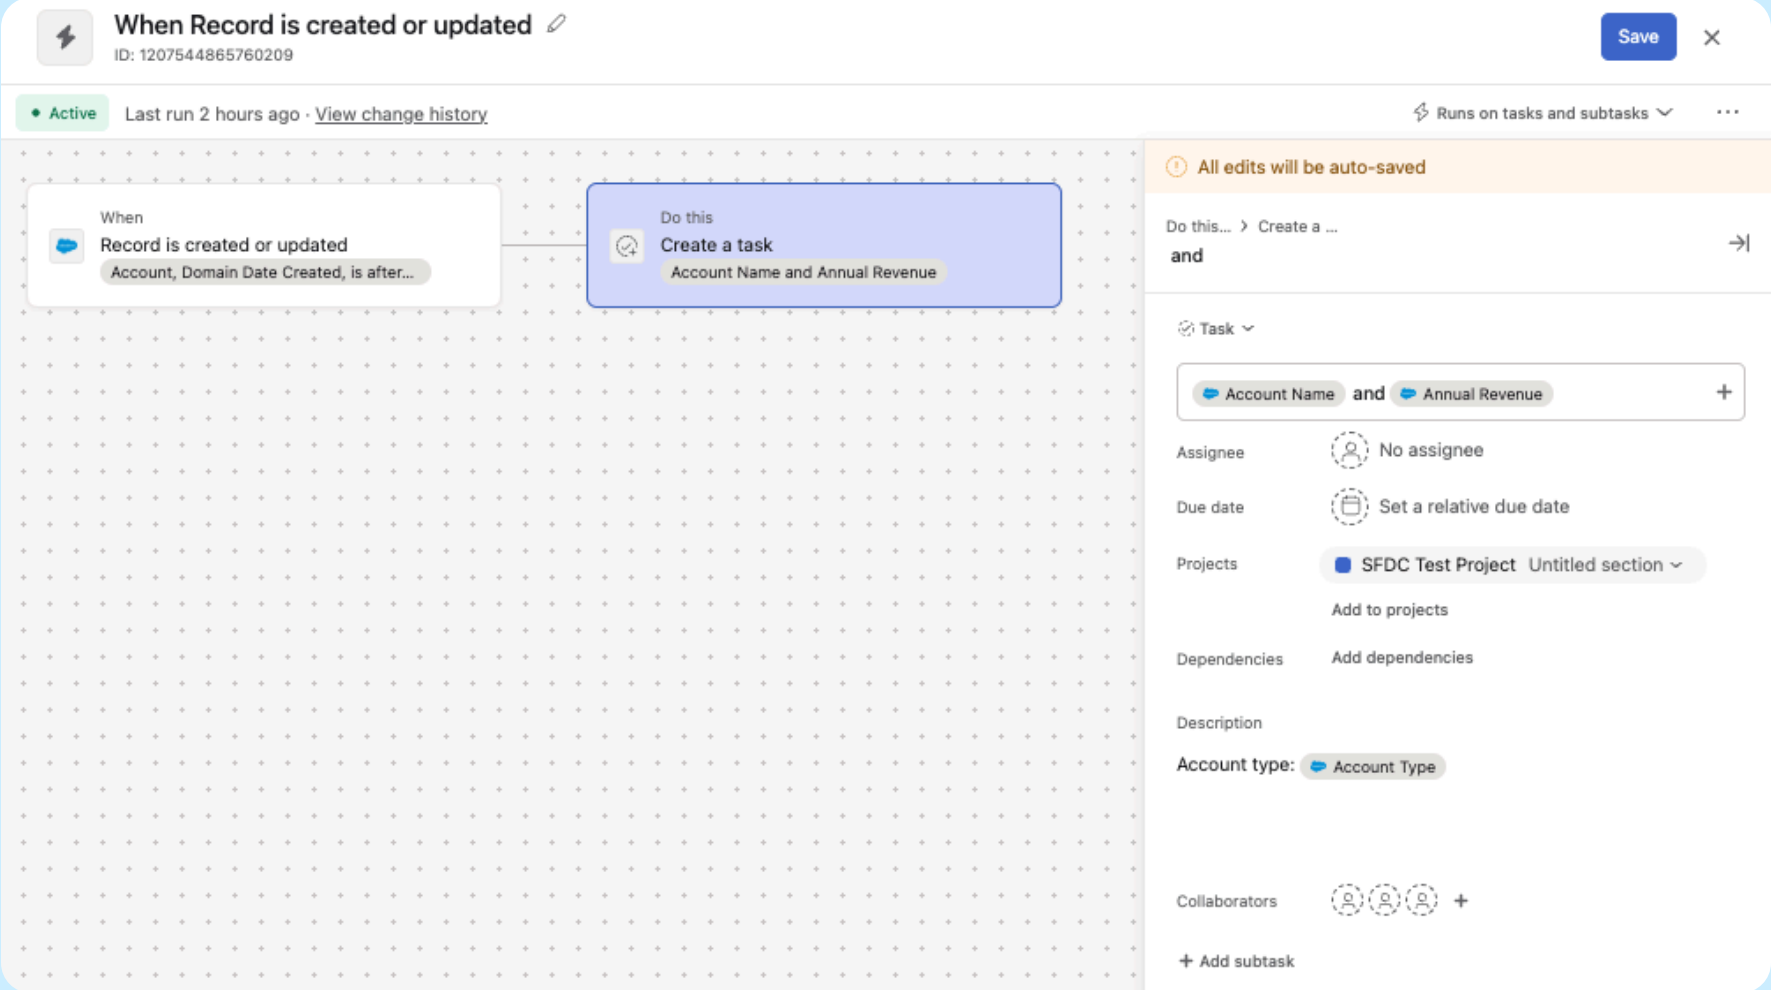 When Record is created or updated
ID: 1207544865760209
Save
Active
Last run 2 hours ago · View change history
Runs on tasks and subtasks
When
Record is created or updated
Account, Domain Date Created, is after...
Do this
Create a task
Account Name and Annual Revenue
All edits will be auto-saved
Do this... > Create a ...
and
Task
Account Name and Annual Revenue
Assignee No assignee
Due date Set a relative due date
Projects SFDC Test Project Untitled section
Add to projects
Dependencies Add dependencies
Description
Account type: Account Type
Collaborators
+ Add subtask